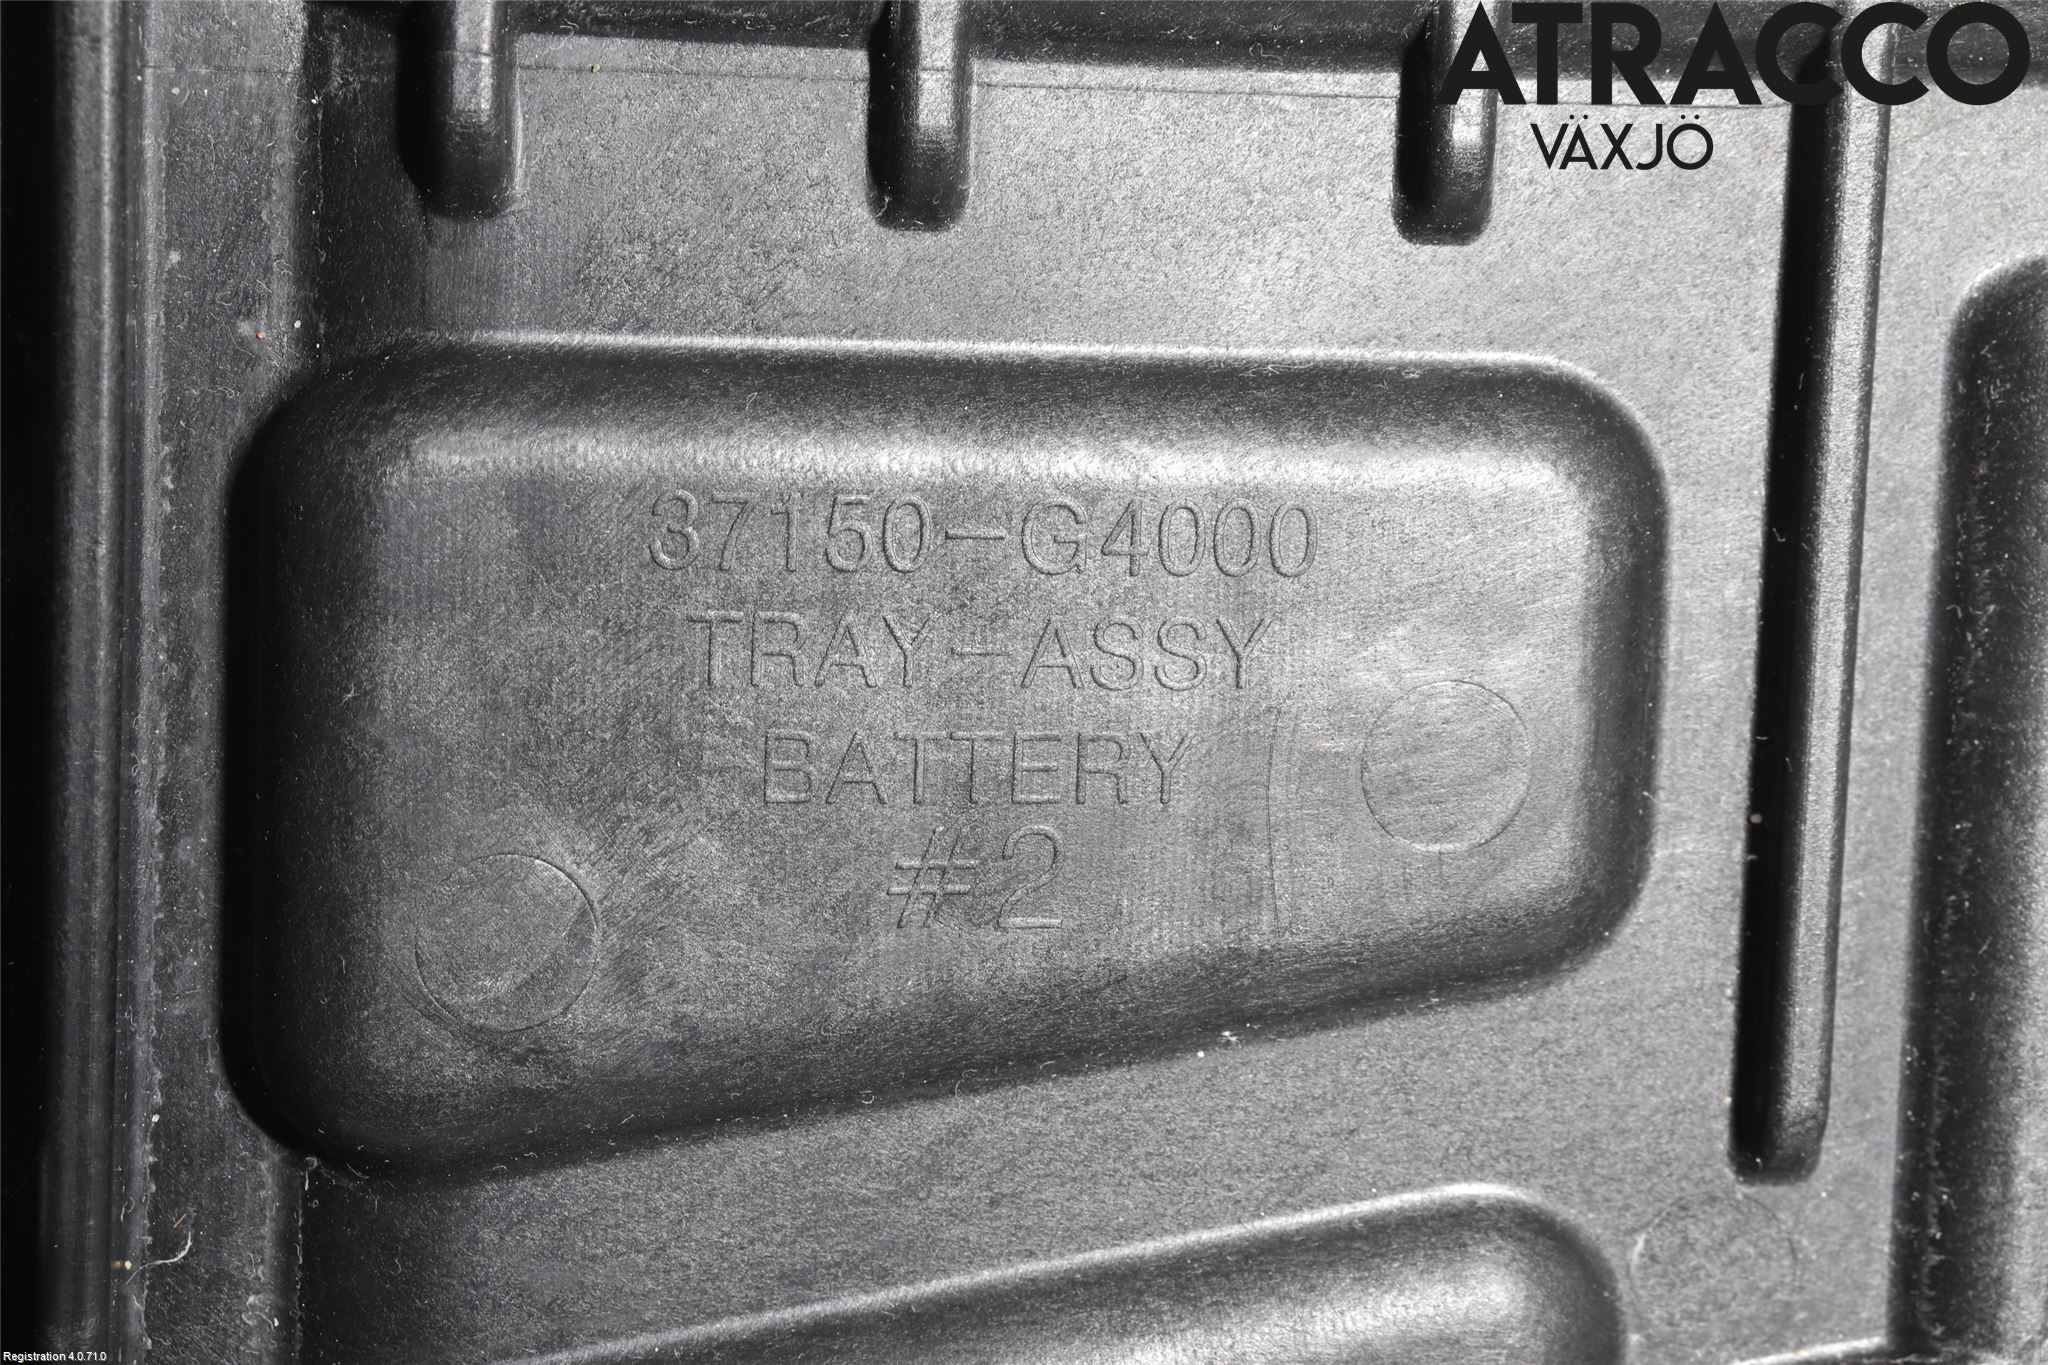 ATRACCO
VÄXJÖ
37150-G4000
TRAY-ASSY
BATTERY
#2
Registration 4.0.71.0